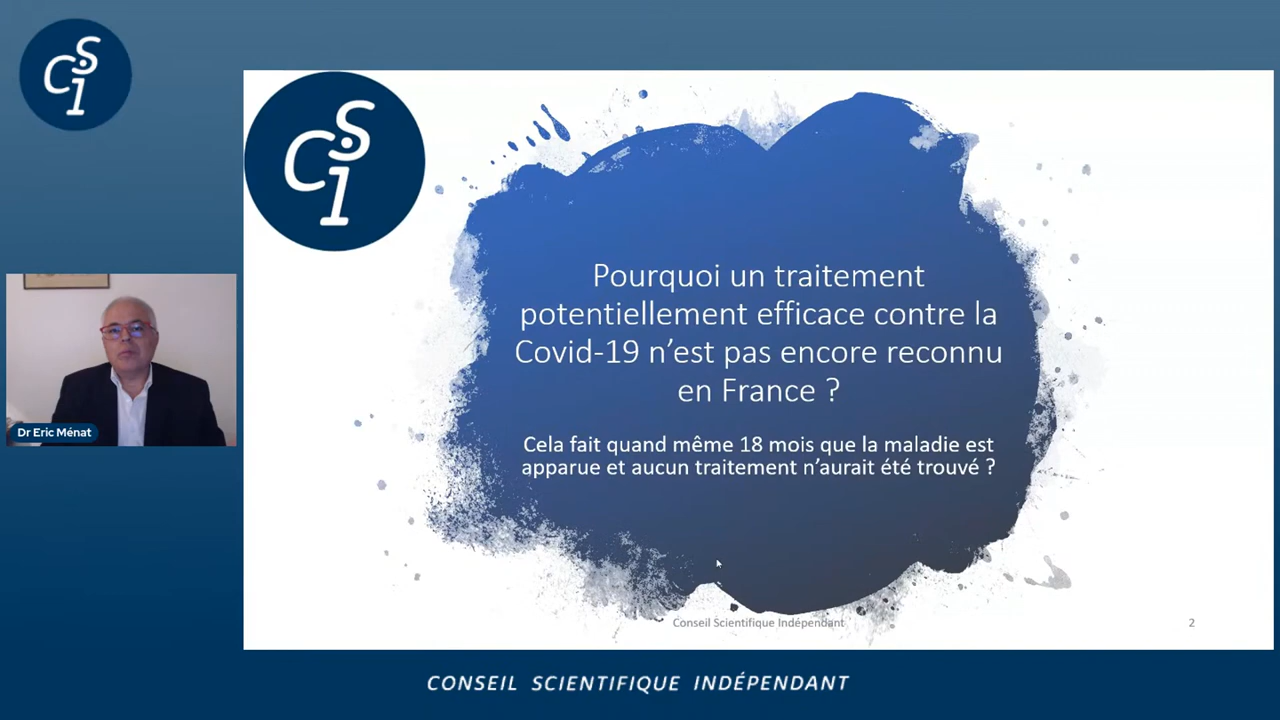 CSI
CSI
Pourquoi un traitement
potentiellement efficace contre la
Covid-19 n'est pas encore reconnu
en France ?
Cela fait quand même 18 mois que la maladie est
apparue et aucun traitement n'aurait été trouvé ?
Dr Eric Ménat
Conseil Scientifique Indépendant
2
CONSEIL SCIENTIFIQUE INDÉPENDANT